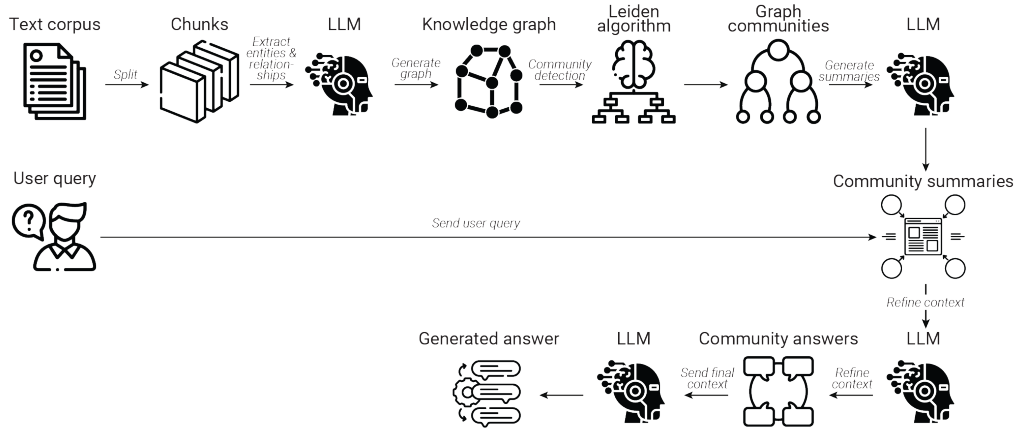 Text corpus
Chunks
LLM
Knowledge graph
Leiden
algorithm
Graph
communities
LLM
Split
Extract
entities &
relation-
ships
Generate
graph
Community
detection
Generate
summaries
User query
?
Send user query
Community summaries
Refine context
Generated answer
LLM
Community answers
LLM
Send final
context
Refine
context